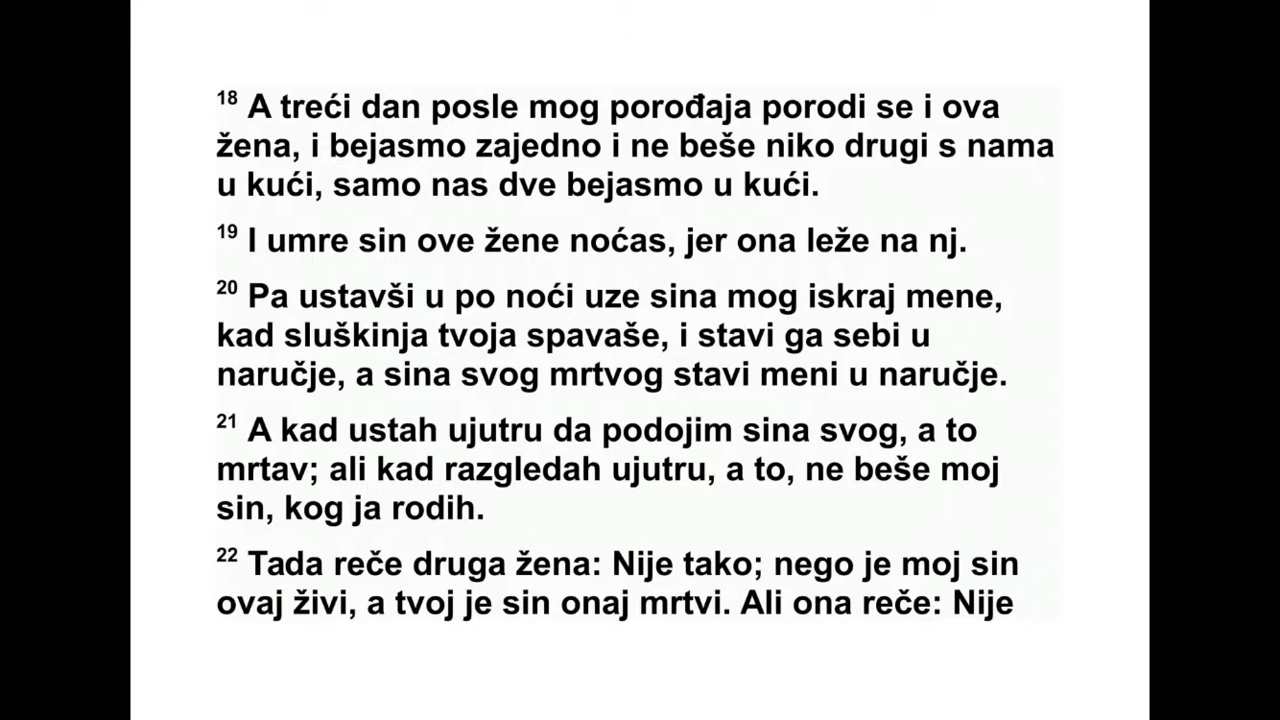 18 A treći dan posle mog porođaja porodi se i ova
žena, i bejasmo zajedno i ne beše niko drugi s nama
u kući, samo nas dve bejasmo u kući.
19 I umre sin ove žene noćas, jer ona leže na nj.
20 Pa ustavši u po noći uze sina mog iskraj mene,
kad sluškinja tvoja spavaše, i stavi ga sebi u
naručje, a sina svog mrtvog stavi meni u naručje.
21 A kad ustah ujutru da podojim sina svog, a to
mrtav; ali kad razgledah ujutru, a to, ne beše moj
sin, kog ja rodih.
22 Tada reče druga žena: Nije tako; nego je moj sin
ovaj živi, a tvoj je sin onaj mrtvi. Ali ona reče: Nije